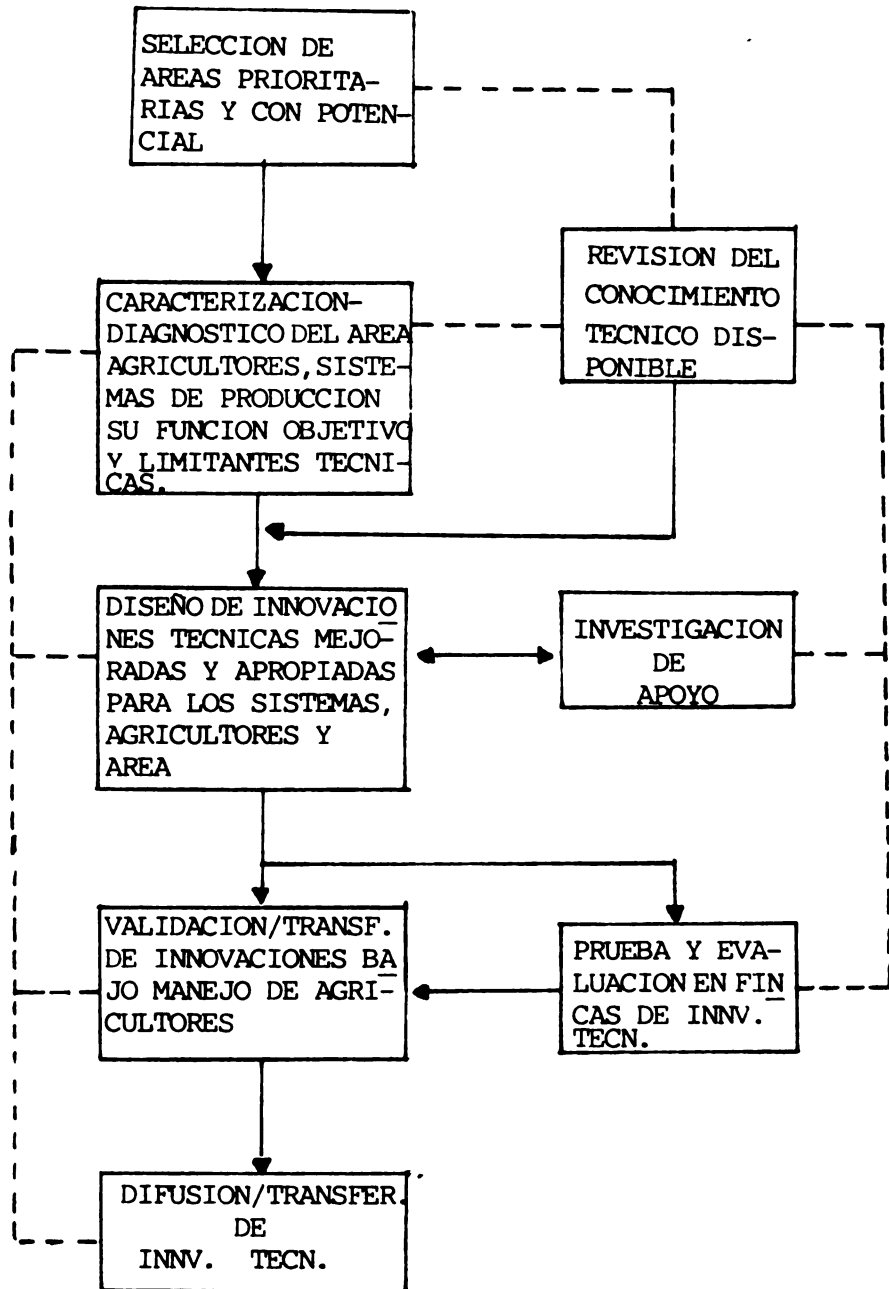 SELECCION DE
AREAS PRIORITA-
RIAS Y CON POTEN-
CIAL
REVISION DEL
CONOCIMIENTO
TECNICO DIS-
PONIBLE
CARACTERIZACION-
DIAGNOSTICO DEL AREA
AGRICULTORES, SISTE-
MAS DE PRODUCCION
SU FUNCION OBJETIVO
Y LIMITANTES TECNI-
CAS.
DISEÑO DE INNOVACIO
NES TECNICAS MEJO-
RADAS Y APROPIADAS
PARA LOS SISTEMAS,
AGRICULTORES Y
AREA
INVESTIGACION
DE
APOYO
VALIDACION/TRANSF.
DE INNOVACIONES BA
JO MANEJO DE AGRI-
CULTORES
PRUEBA Y EVA-
LUACION EN FIN
CAS DE INNV.
TECN.
DIFUSION/TRANSFER.
DE
INNV. TECN.